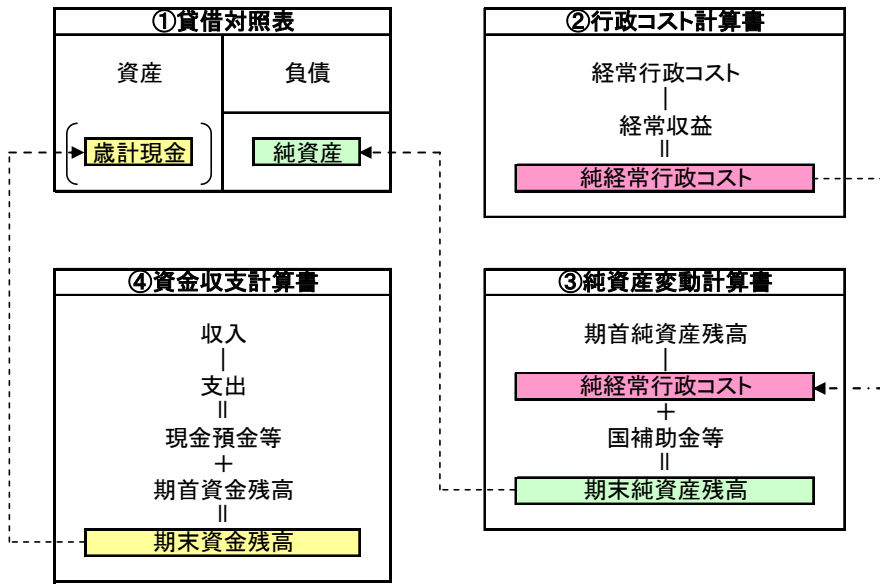 ①貸借対照表
資産
負債
歳計現金
純資産
②行政コスト計算書
経常行政コスト
｜
経常収益
||
純経常行政コスト
④資金収支計算書
収入
｜
支出
||
現金預金等
＋
期首資金残高
||
期末資金残高
③純資産変動計算書
期首純資産残高
｜
純経常行政コスト
＋
国補助金等
||
期末純資産残高